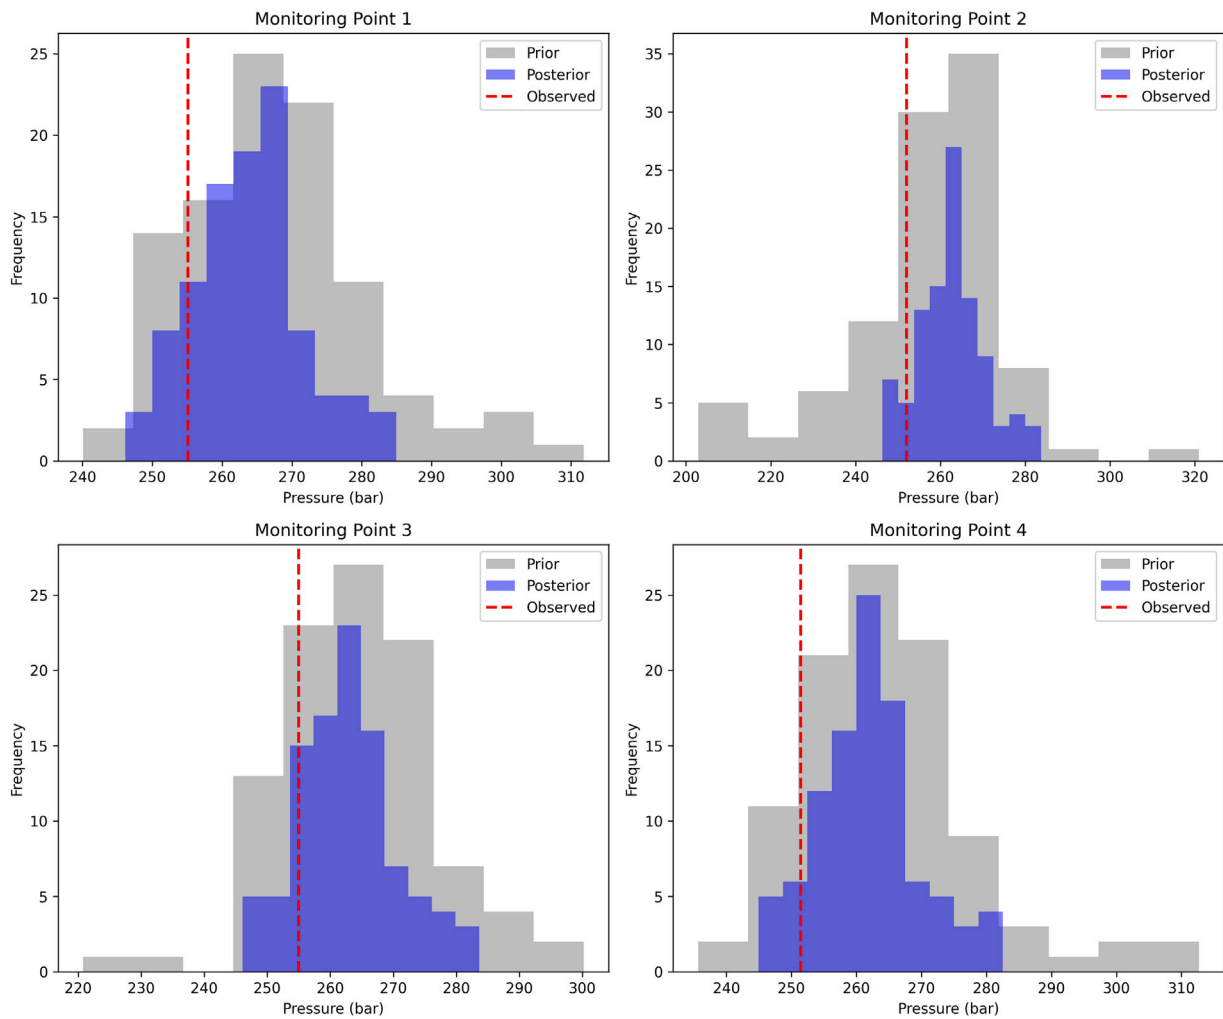 Monitoring Point 1
Frequency
25
20
15
10
5
0
240 250 260 270 280 290 300 310
Pressure (bar)
Prior
Posterior
Observed
Monitoring Point 2
Frequency
35
30
25
20
15
10
5
0
200 220 240 260 280 300 320
Pressure (bar)
Prior
Posterior
Observed
Monitoring Point 3
Frequency
25
20
15
10
5
0
220 230 240 250 260 270 280 290 300
Pressure (bar)
Prior
Posterior
Observed
Monitoring Point 4
Frequency
25
20
15
10
5
0
240 250 260 270 280 290 300 310
Pressure (bar)
Prior
Posterior
Observed